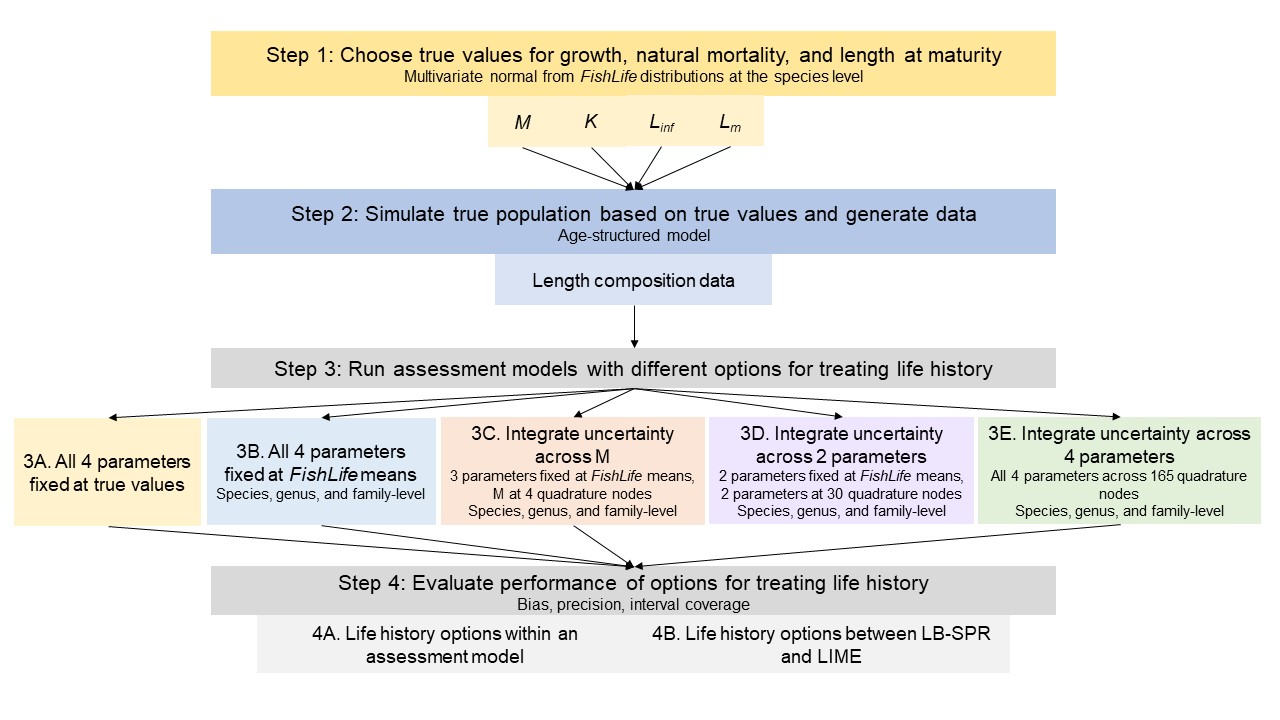 Step 1: Choose true values for growth, natural mortality, and length at maturity
Multivariate normal from FishLife distributions at the species level
M K Linf Lm
Step 2: Simulate true population based on true values and generate data
Age-structured model
Length composition data
Step 3: Run assessment models with different options for treating life history
3A. All 4 parameters
fixed at true values
3B. All 4 parameters
fixed at FishLife means
Species, genus, and family-level
3C. Integrate uncertainty
across M
3 parameters fixed at FishLife means,
M at 4 quadrature nodes
Species, genus, and family-level
3D. Integrate uncertainty
across 2 parameters
2 parameters fixed at FishLife means,
2 parameters at 30 quadrature nodes
Species, genus, and family-level
3E. Integrate uncertainty across
4 parameters
All 4 parameters across 165 quadrature
nodes
Species, genus, and family-level
Step 4: Evaluate performance of options for treating life history
Bias, precision, interval coverage
4A. Life history options within an
assessment model
4B. Life history options between LB-SPR
and LIME